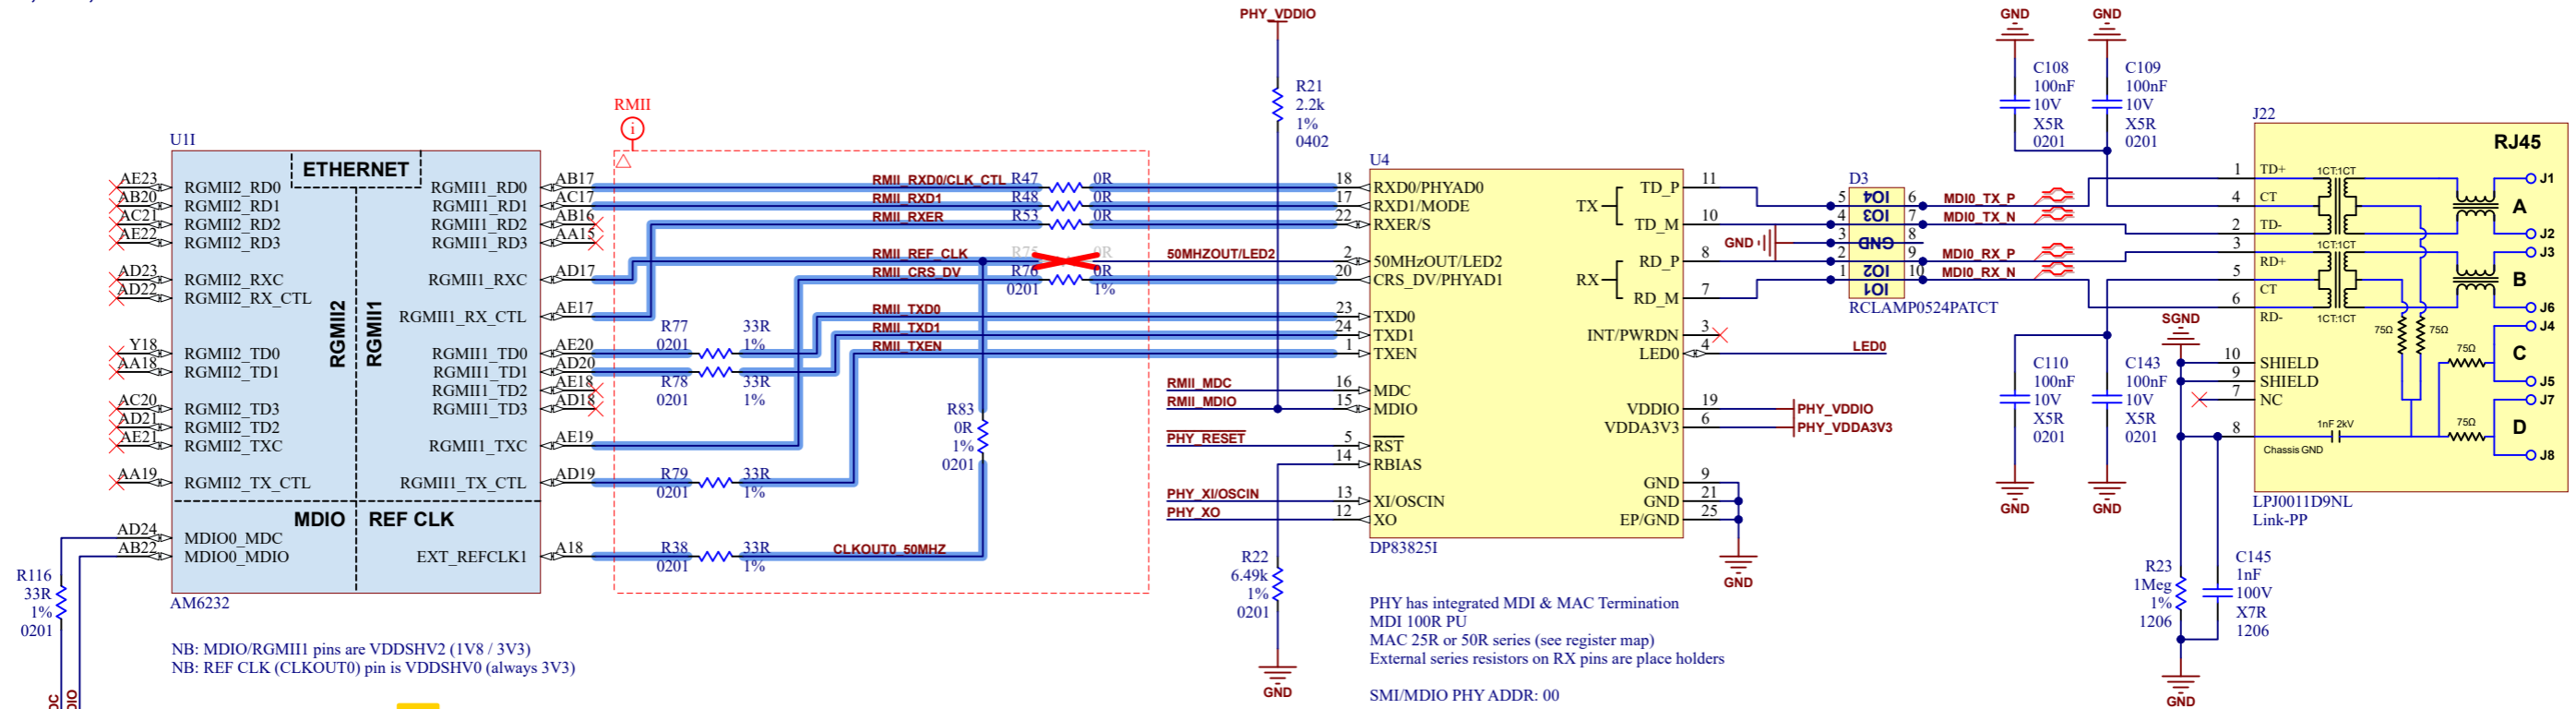 PHY_VDDIO
GND
GND
R21
2.2k
1%
0402
C108
100nF
10V
X5R
0201
C109
100nF
10V
X5R
0201
RMII
i
U1I
ETHERNET
AE23
RGMII2_RD0
AB20
RGMII2_RD1
AC21
RGMII2_RD2
AE22
RGMII2_RD3
AD23
RGMII2_RXC
AD22
RGMII2_RX_CTL
Y18
RGMII2_TD0
AA18
RGMII2_TD1
AC20
RGMII2_TD3
AD21
RGMII2_TD2
AE21
RGMII2_TXC
AA19
RGMII2_TX_CTL
RGMII2
RGMII1
RGMII1_RD0
AB17
RGMII1_RD1
AC17
RGMII1_RD2
AB16
RGMII1_RD3
AA15
RGMII1_RXC
AD17
RGMII1_RX_CTL
AE17
RGMII1_TD0
AE20
RGMII1_TD1
AD20
RGMII1_TD2
AE18
RGMII1_TD3
AD18
RGMII1_TXC
AE19
RGMII1_TX_CTL
AD19
MDIO
REF CLK
AD24
MDIO0_MDC
AB22
MDIO0_MDIO
EXT_REFCLK1
A18
AM6232
R116
33R
1%
0201
NB: MDIO/RGMII1 pins are VDDSHV2 (1V8 / 3V3)
NB: REF CLK (CLKOUT0) pin is VDDSHV0 (always 3V3)
RMII_RXD0/CLK_CTL
R47
0R
RMII_RXD1
R48
0R
RMII_RXER
R53
0R
RMII_REF_CLK
R75
0R
50MHZOUT/LED2
RMII_CRS_DV
R76
0201
0R
1%
RMII_TXD0
RMII_TXD1
RMII_TXEN
R77
0201
33R
1%
R78
0201
33R
1%
R83
0R
1%
0201
R79
0201
33R
1%
R38
0201
33R
1%
CLKOUT0_50MHZ
RMII_MDC
RMII_MDIO
PHY_RESET
PHY_XI/OSCIN
PHY_XO
R22
6.49k
1%
0201
GND
U4
18
RXD0/PHYAD0
17
RXD1/MODE
22
RXER/S
2
50MHzOUT/LED2
20
CRS_DV/PHYAD1
23
TXD0
24
TXD1
1
TXEN
16
MDC
15
MDIO
5
RST
14
RBIAS
13
XI/OSCIN
12
XO
TX
TD_P
11
TD_M
10
RX
RD_P
8
RD_M
7
INT/PWRDN
3
LED0
4
LED0
VDDIO
19
PHY_VDDIO
VDDA3V3
6
PHY_VDDA3V3
GND
9
GND
21
EP/GND
25
GND
DP83825I
PHY has integrated MDI & MAC Termination
MDI 100R PU
MAC 25R or 50R series (see register map)
External series resistors on RX pins are place holders
SMI/MDIO PHY ADDR: 00
D3
5
IO4
6
4
IO3
7
GND
3
GND
8
2
IO2
9
1
IO1
10
RCLAMP0524PATCT
MDI0_TX_P
MDI0_TX_N
MDI0_RX_P
MDI0_RX_N
C110
100nF
10V
X5R
0201
C143
100nF
10V
X5R
0201
GND
GND
J22
RJ45
1
TD+
4
CT
2
TD-
3
RD+
5
CT
6
RD-
1CT:1CT
1CT:1CT
1CT:1CT
SGND
10
SHIELD
9
SHIELD
7
NC
8
Chassis GND
1nF 2kV
75Ω
75Ω
75Ω
75Ω
A
B
C
D
J1
J2
J3
J6
J4
J5
J7
J8
LPJ0011D9NL
Link-PP
R23
1Meg
1%
1206
C145
1nF
100V
X7R
1206
GND